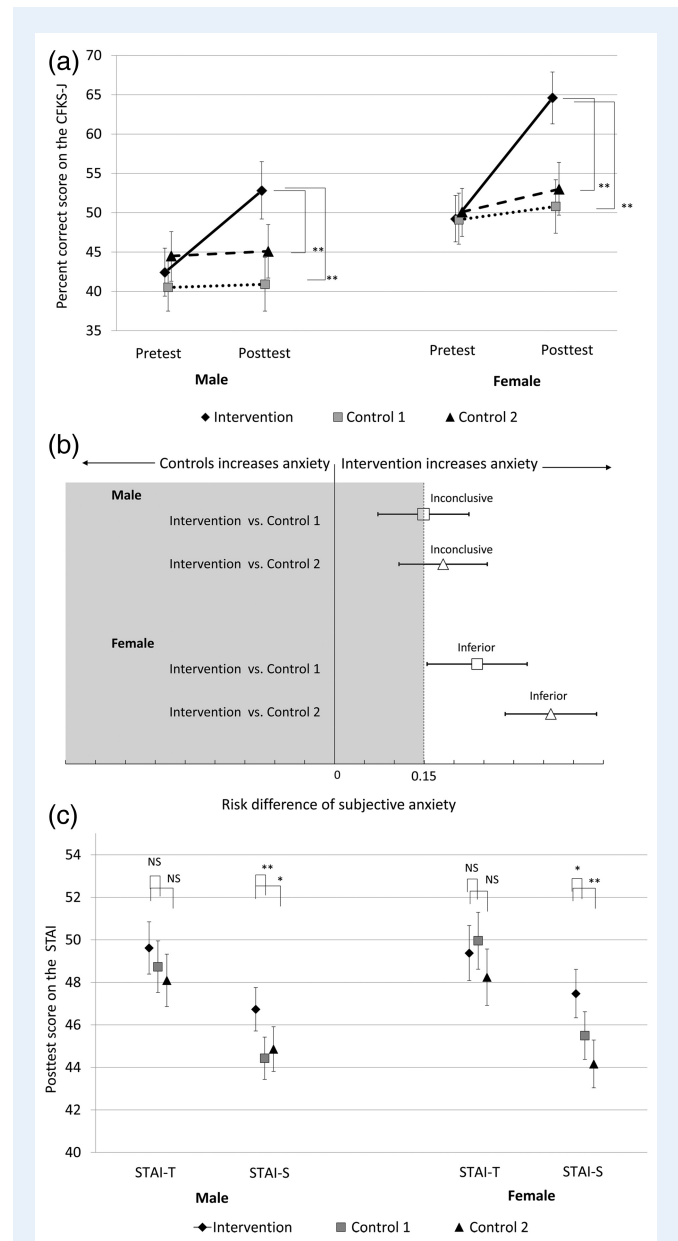 (a)
Percent correct score on the CFKS-J
70
65
60
55
50
45
40
35
**
**
**
**
Pretest Posttest Pretest Posttest
Male Female
Intervention Control 1 Control 2
(b)
Controls increases anxiety Intervention increases anxiety
Male
Inconclusive
Intervention vs. Control 1
Inconclusive
Intervention vs. Control 2
Female
Inferior
Intervention vs. Control 1
Inferior
Intervention vs. Control 2
0 0.15
Risk difference of subjective anxiety
(c)
Posttest score on the STAI
54
52
50
48
46
44
42
40
NS NS ** * NS NS * **
STAI-T STAI-S STAI-T STAI-S
Male Female
Intervention Control 1 Control 2